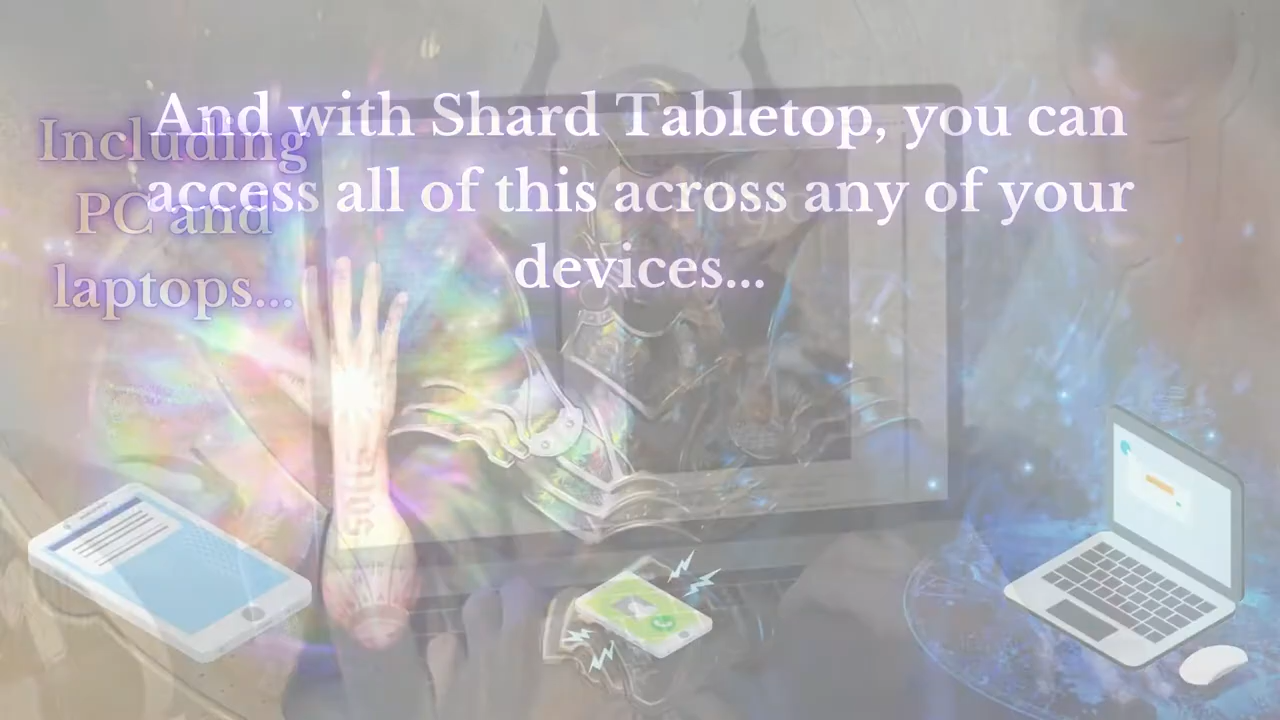 And with Shard Tabletop, you can
access all of this across any of your
devices...
Including
PC and
laptops...